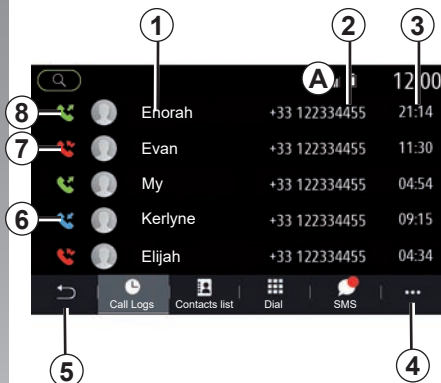 1 2 3
A 12:00
8 Enorah +33 122334455 21:14
7 Evan +33 122334455 11:30
My +33 122334455 04:54
6 Kerlyne +33 122334455 09:15
Elijah +33 122334455 04:34
Call Logs Contacts list Dial SMS ...
5 4